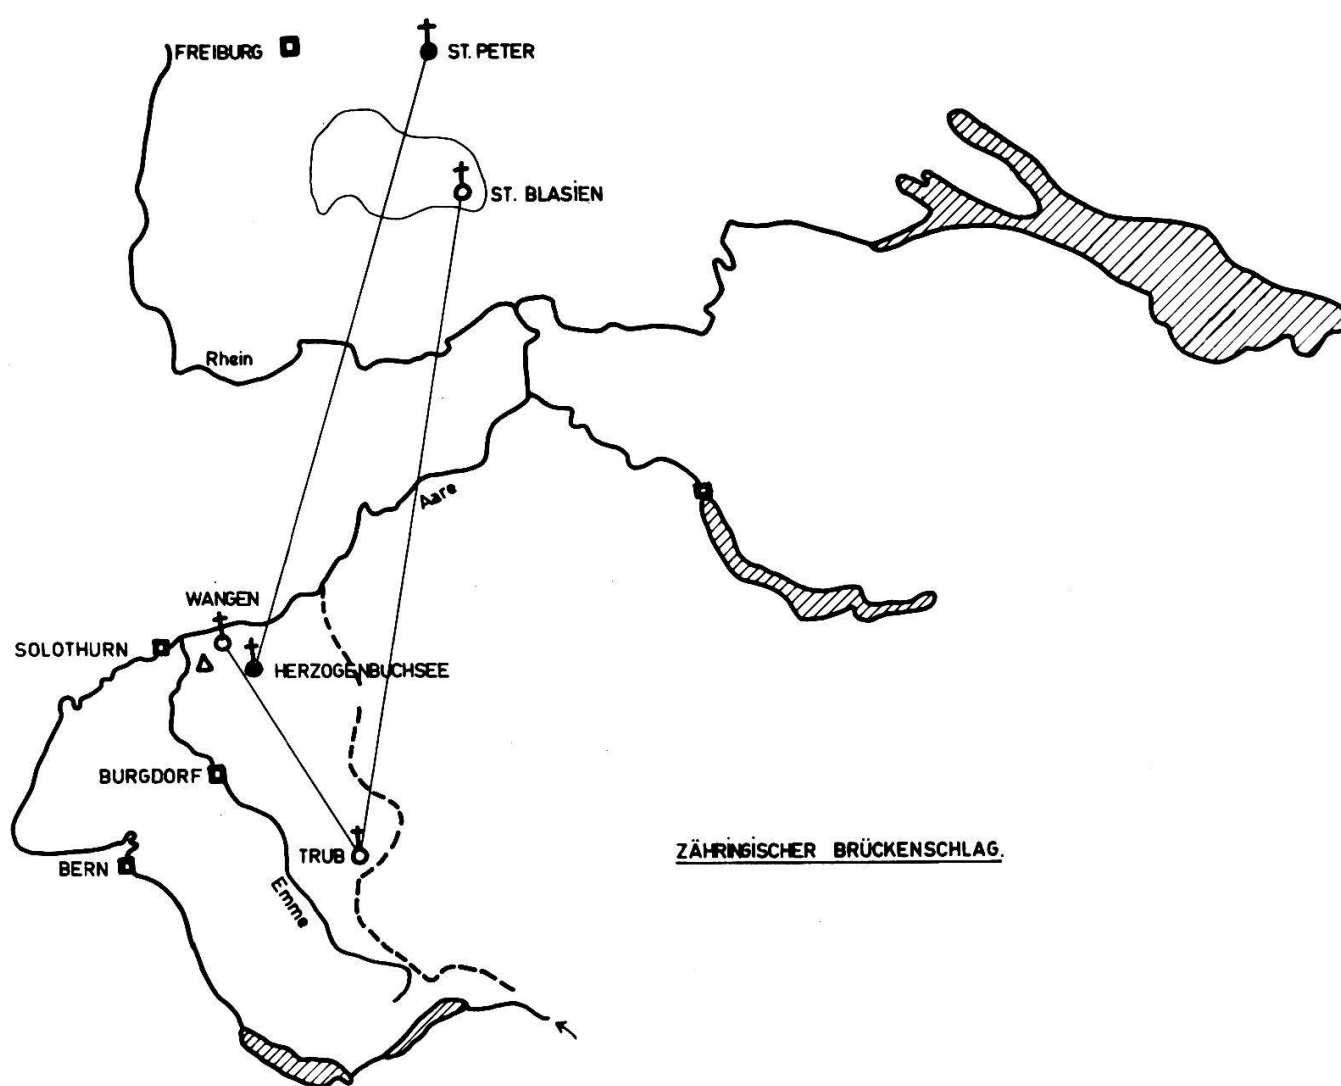 FREIBURG
ST. PETER
ST. BLASIEN
Rhein
Aare
WANGEN
SOLOTHURN
HERZOGENBUCHSEE
BURGDORF
TRUB
ZÄHRINGISCHER BRÜCKENSCHLAG.
BERN
Emme